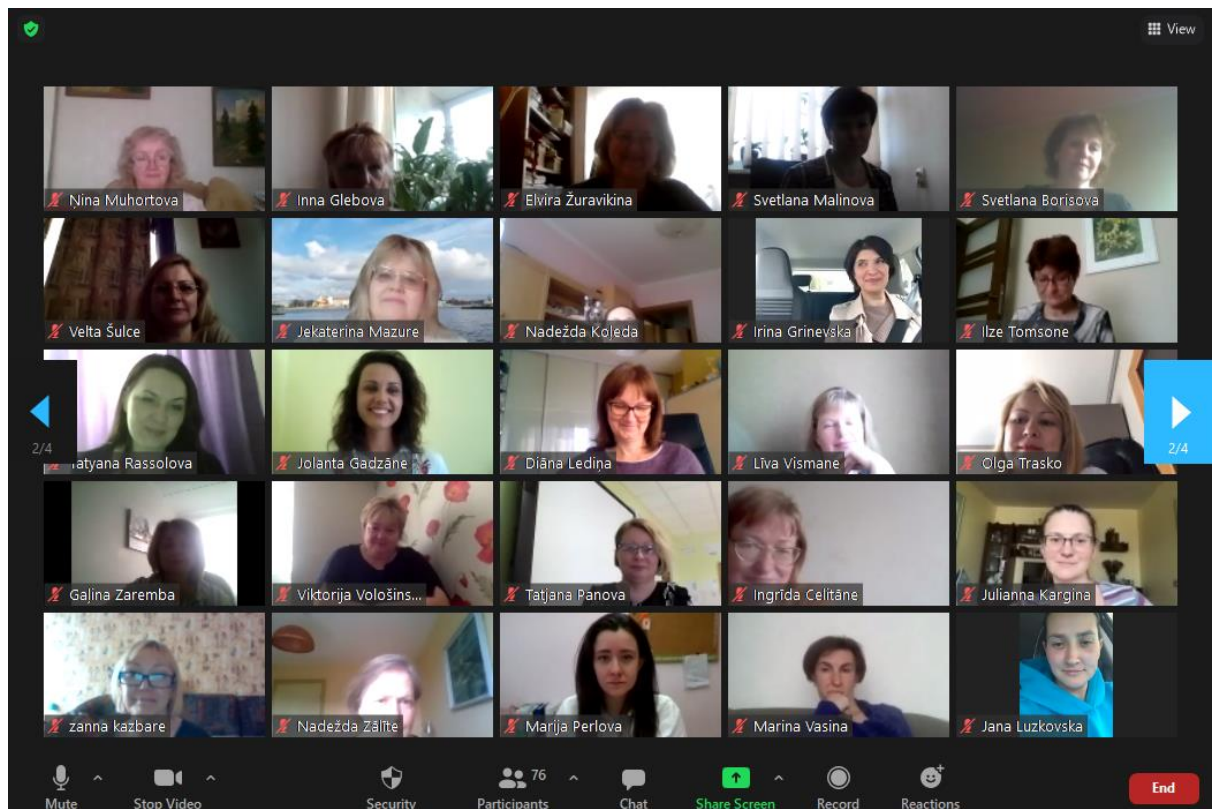 View
Ņina Muhortova
Inna Glebova
Elvira Žuravikina
Svetlana Malinova
Svetlana Borisova
Velta Šulce
Jekaterina Mazure
Nadežda Koļeda
Irina Grinevska
Ilze Tomsone
2/4
Tatyana Rassolova
Jolanta Gadzāne
Diāna Lediņa
Līva Vismane
Olga Trasko
2/4
Gaļina Zaremba
Viktorija Vološins...
Tatjana Panova
Ingrīda Celitāne
Julianna Kargina
zanna kazbare
Nadežda Zālīte
Marija Perlova
Marina Vasina
Jana Luzkovska
Mute
Stop Video
Security
Participants
76
Chat
Share Screen
Record
Reactions
End